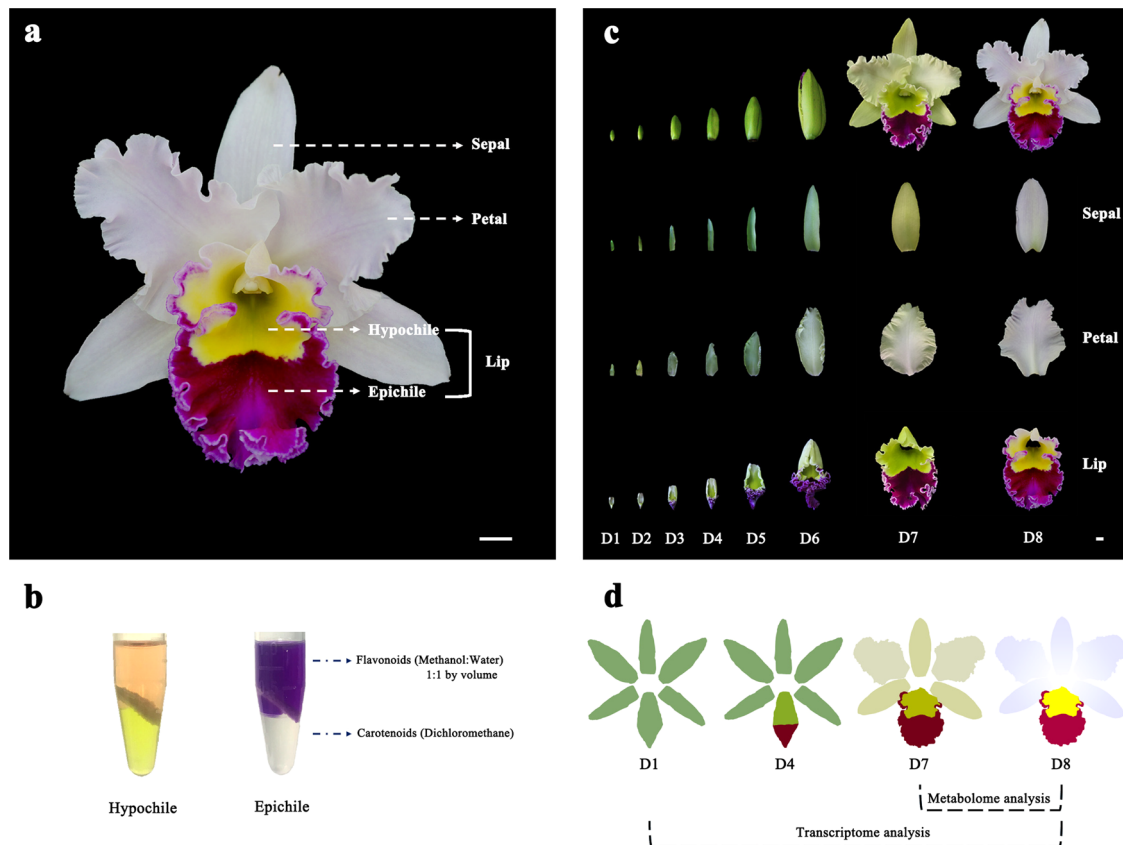 a
Sepal
Petal
Hypochile
Lip
Epichile
b
Flavonoids (Methanol:Water)
1:1 by volume
Carotenoids (Dichloromethane)
Hypochile
Epichile
c
Sepal
Petal
Lip
D1 D2 D3 D4 D5 D6 D7 D8
d
D1 D4 D7 D8
Metabolome analysis
Transcriptome analysis